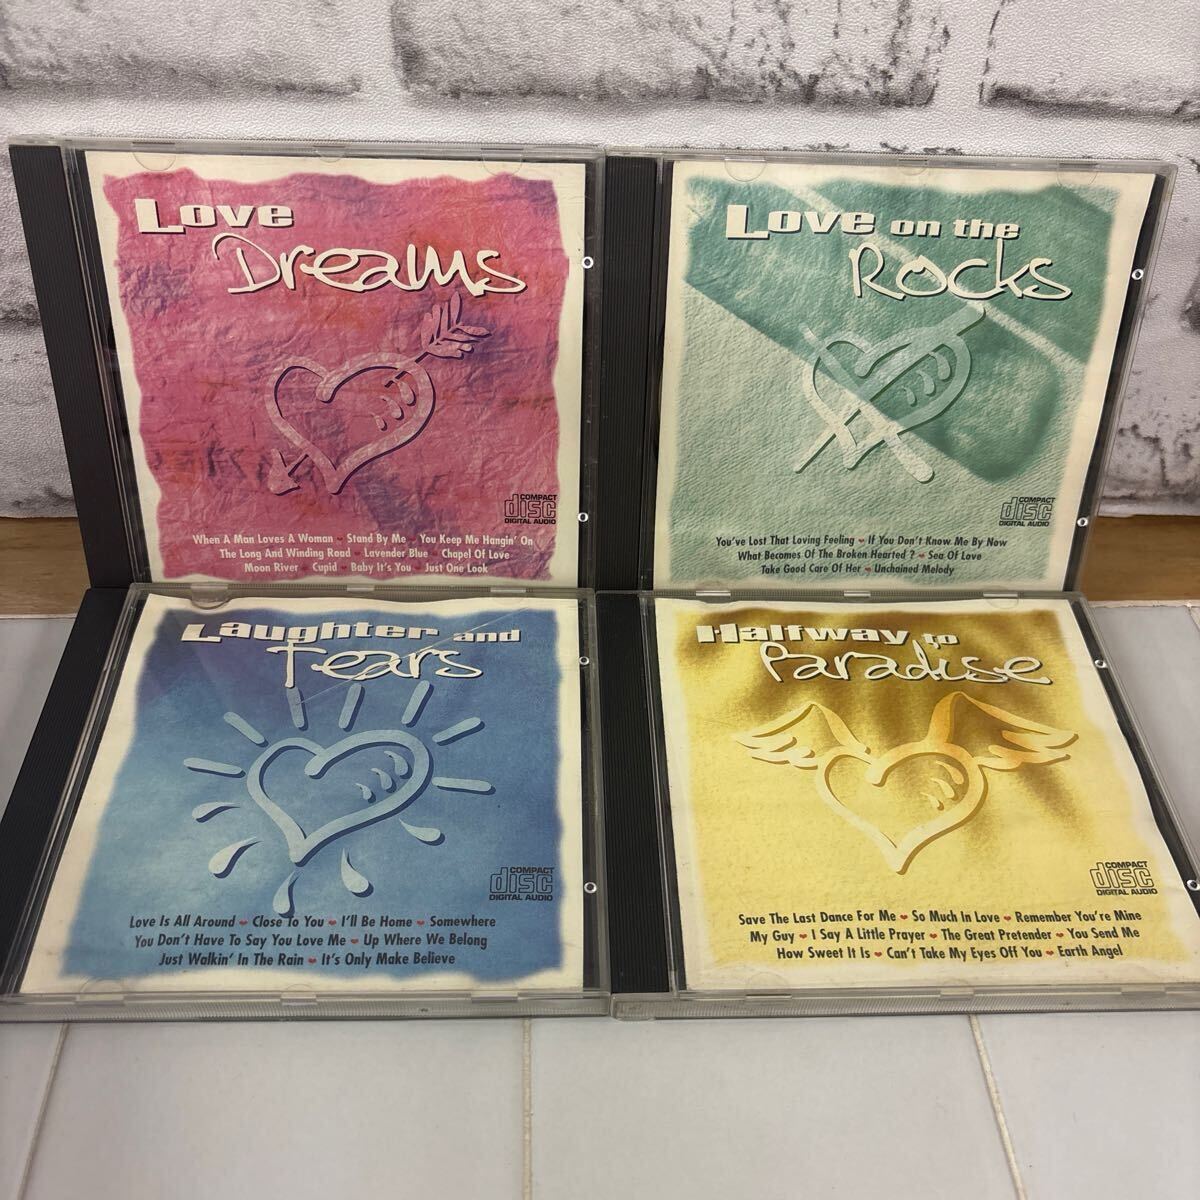 Love
Dreams
COMPACT
disc
DIGITAL AUDIO
When A Man Loves A Woman ♥ Stand By Me ♥ You Keep Me Hangin' On
The Long And Winding Road ♥ Lavender Blue ♥ Chapel Of Love
Moon River ♥ Cupid ♥ Baby It's You ♥ Just One Look
Love on the
Rocks
COMPACT
disc
DIGITAL AUDIO
You've Lost That Loving Feeling ♥ If You Don't Know Me By Now
What Becomes Of The Broken Hearted ? ♥ Sea Of Love
Take Good Care Of Her ♥ Unchained Melody
Laughter and
Tears
COMPACT
disc
DIGITAL AUDIO
Love Is All Around ♥ Close To You ♥ I'll Be Home ♥ Somewhere
You Don't Have To Say You Love Me ♥ Up Where We Belong
Just Walkin' In The Rain ♥ It's Only Make Believe
Halfway to
Paradise
COMPACT
disc
DIGITAL AUDIO
Save The Last Dance For Me ♥ So Much In Love ♥ Remember You're Mine
My Guy ♥ I Say A Little Prayer ♥ The Great Pretender ♥ You Send Me
How Sweet It Is ♥ Can't Take My Eyes Off You ♥ Earth Angel